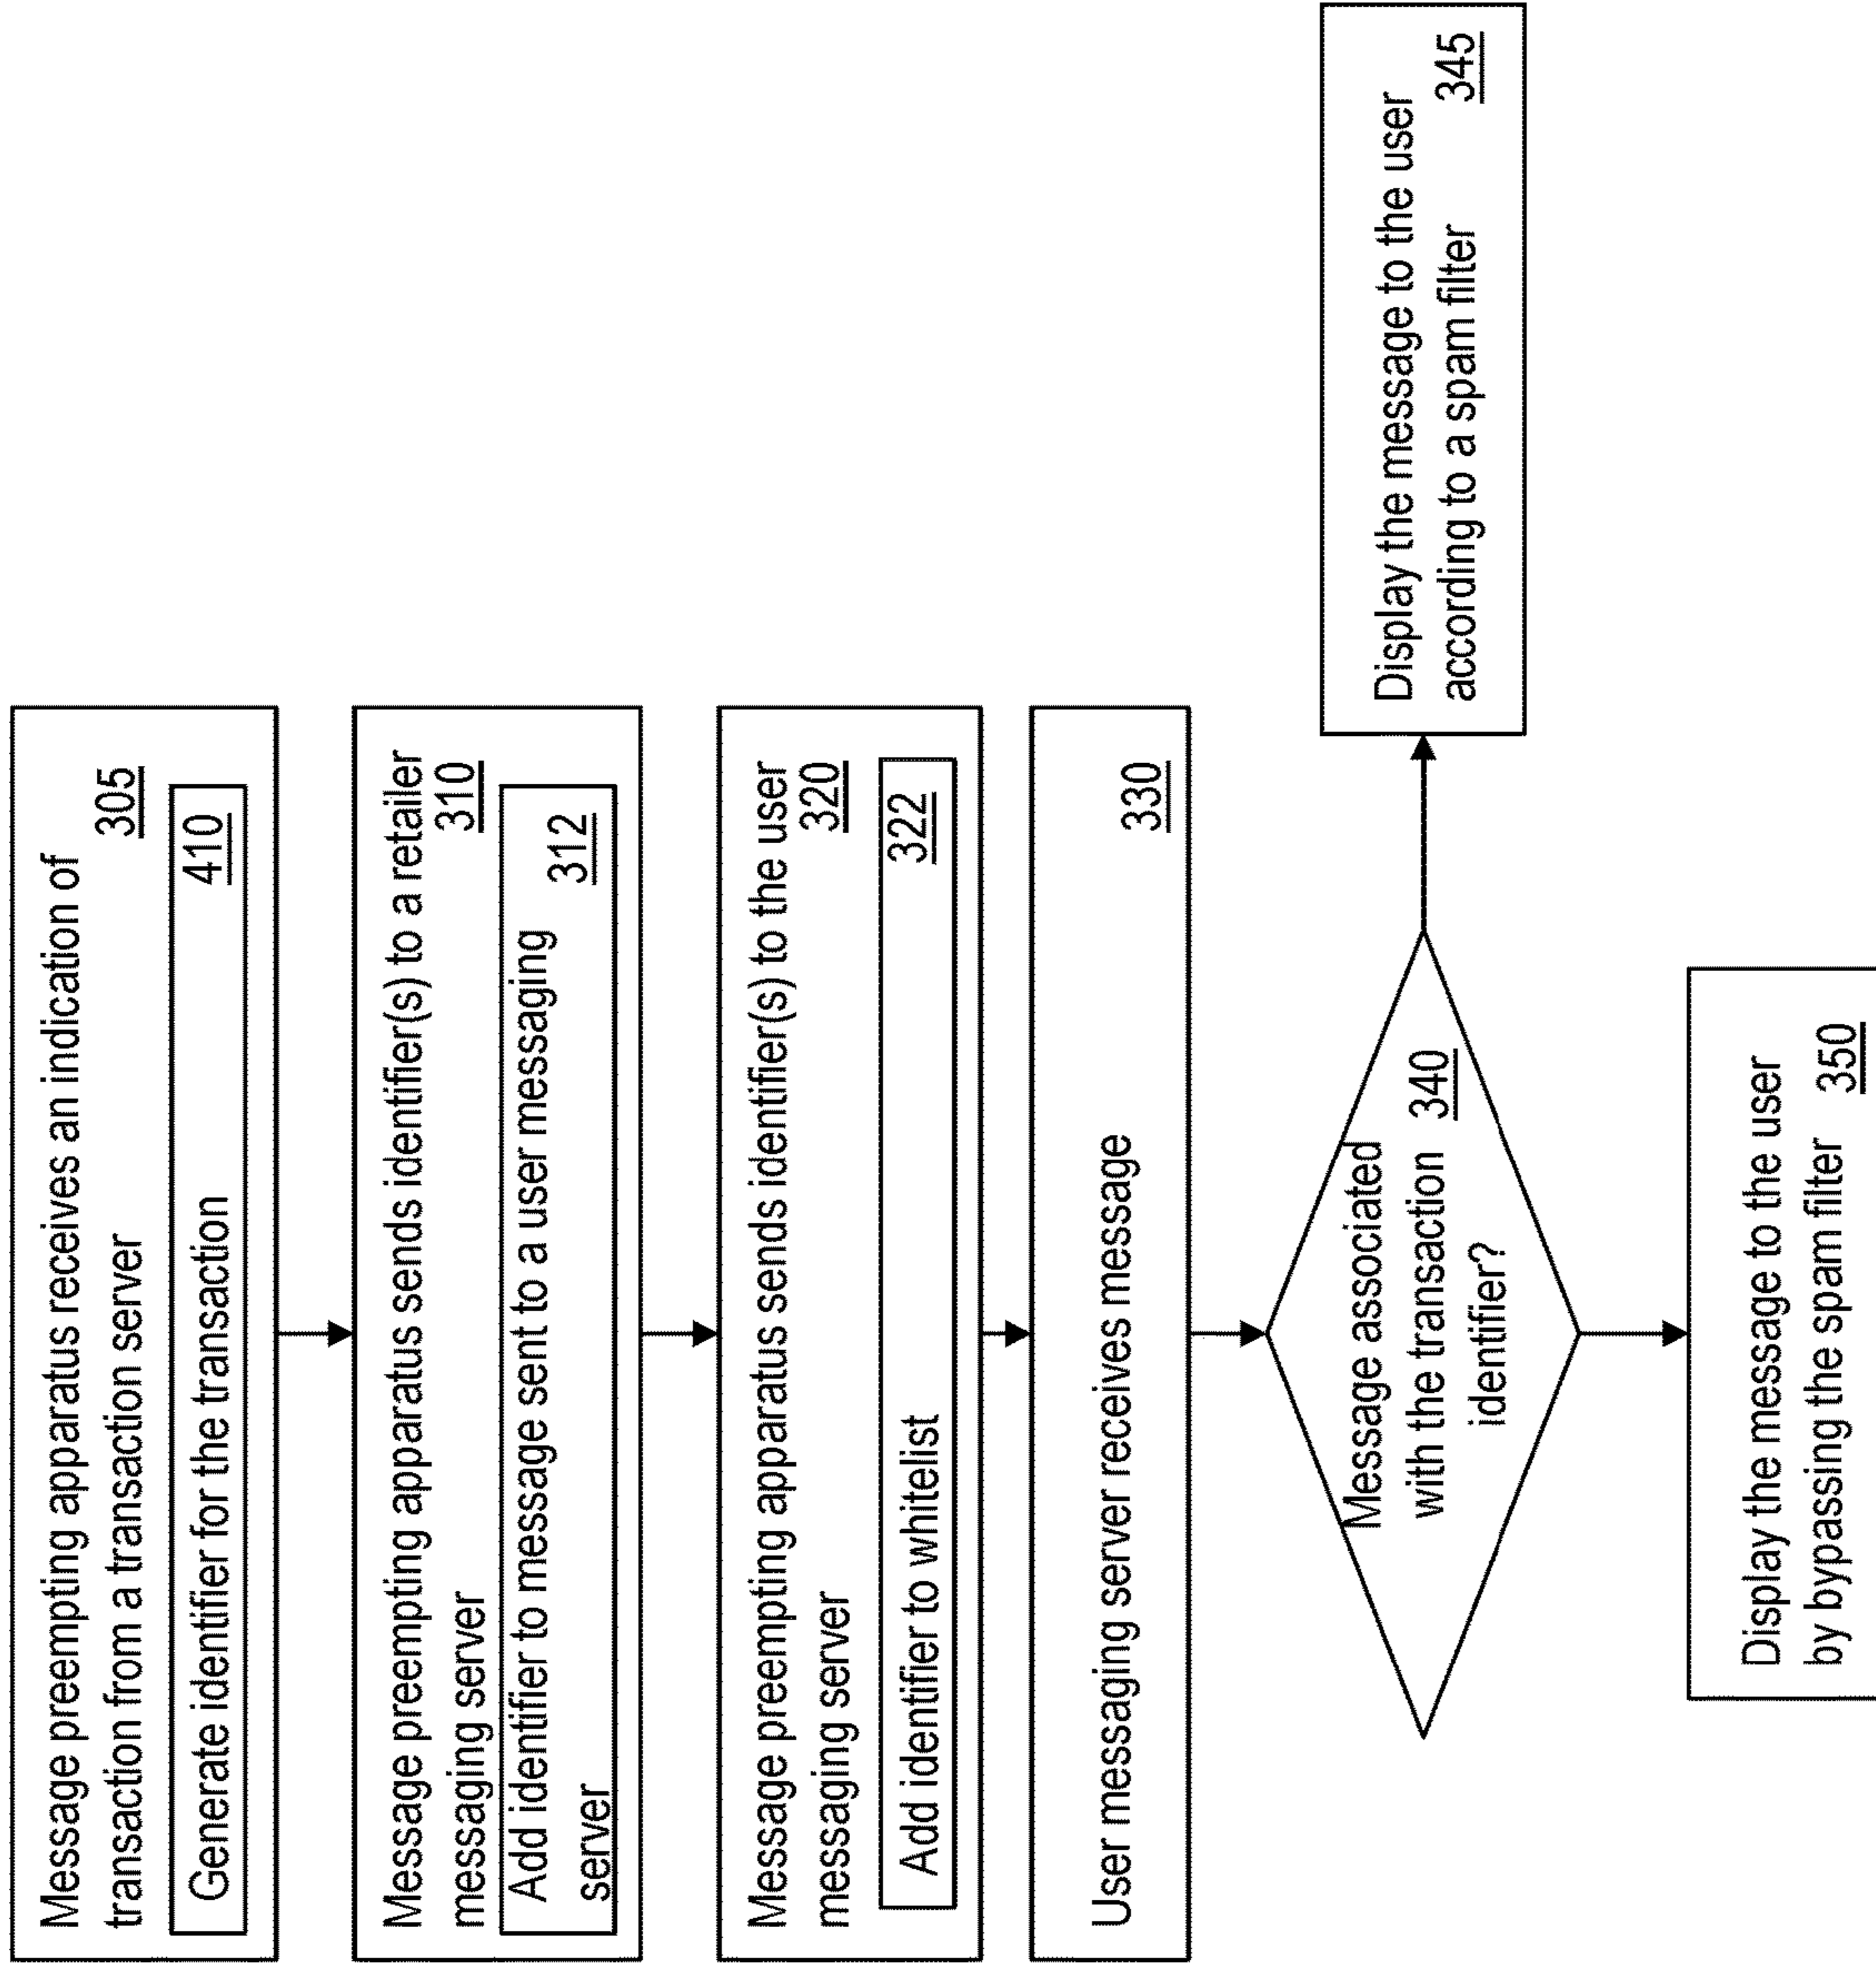 Message preempting apparatus receives an indication of
transaction from a transaction server 305
Generate identifier for the transaction 410
Message preempting apparatus sends identifier(s) to a retailer
messaging server 310
Add identifier to message sent to a user messaging
server 312
Message preempting apparatus sends identifier(s) to the user
messaging server 320
Add identifier to whitelist 322
User messaging server receives message 330
Message associated
with the transaction 340
identifier?
Display the message to the user
according to a spam filter 345
Display the message to the user
by bypassing the spam filter 350